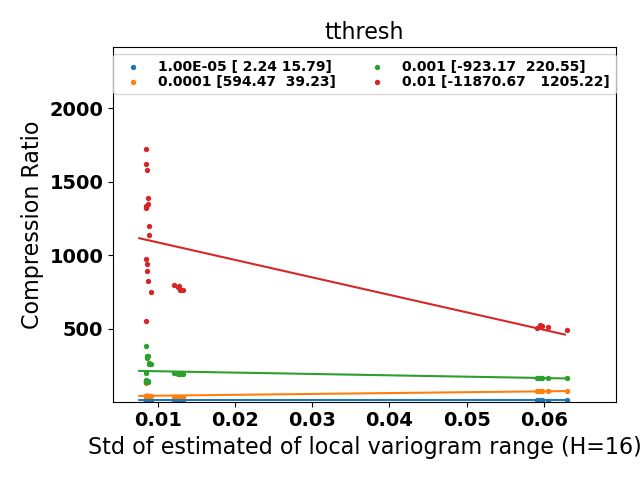 tthresh
1.00E-05 [ 2.24 15.79]
0.0001 [594.47  39.23]
0.001 [-923.17  220.55]
0.01 [-11870.67   1205.22]
Compression Ratio
2000
1500
1000
500
0.01 0.02 0.03 0.04 0.05 0.06
Std of estimated of local variogram range (H=16)